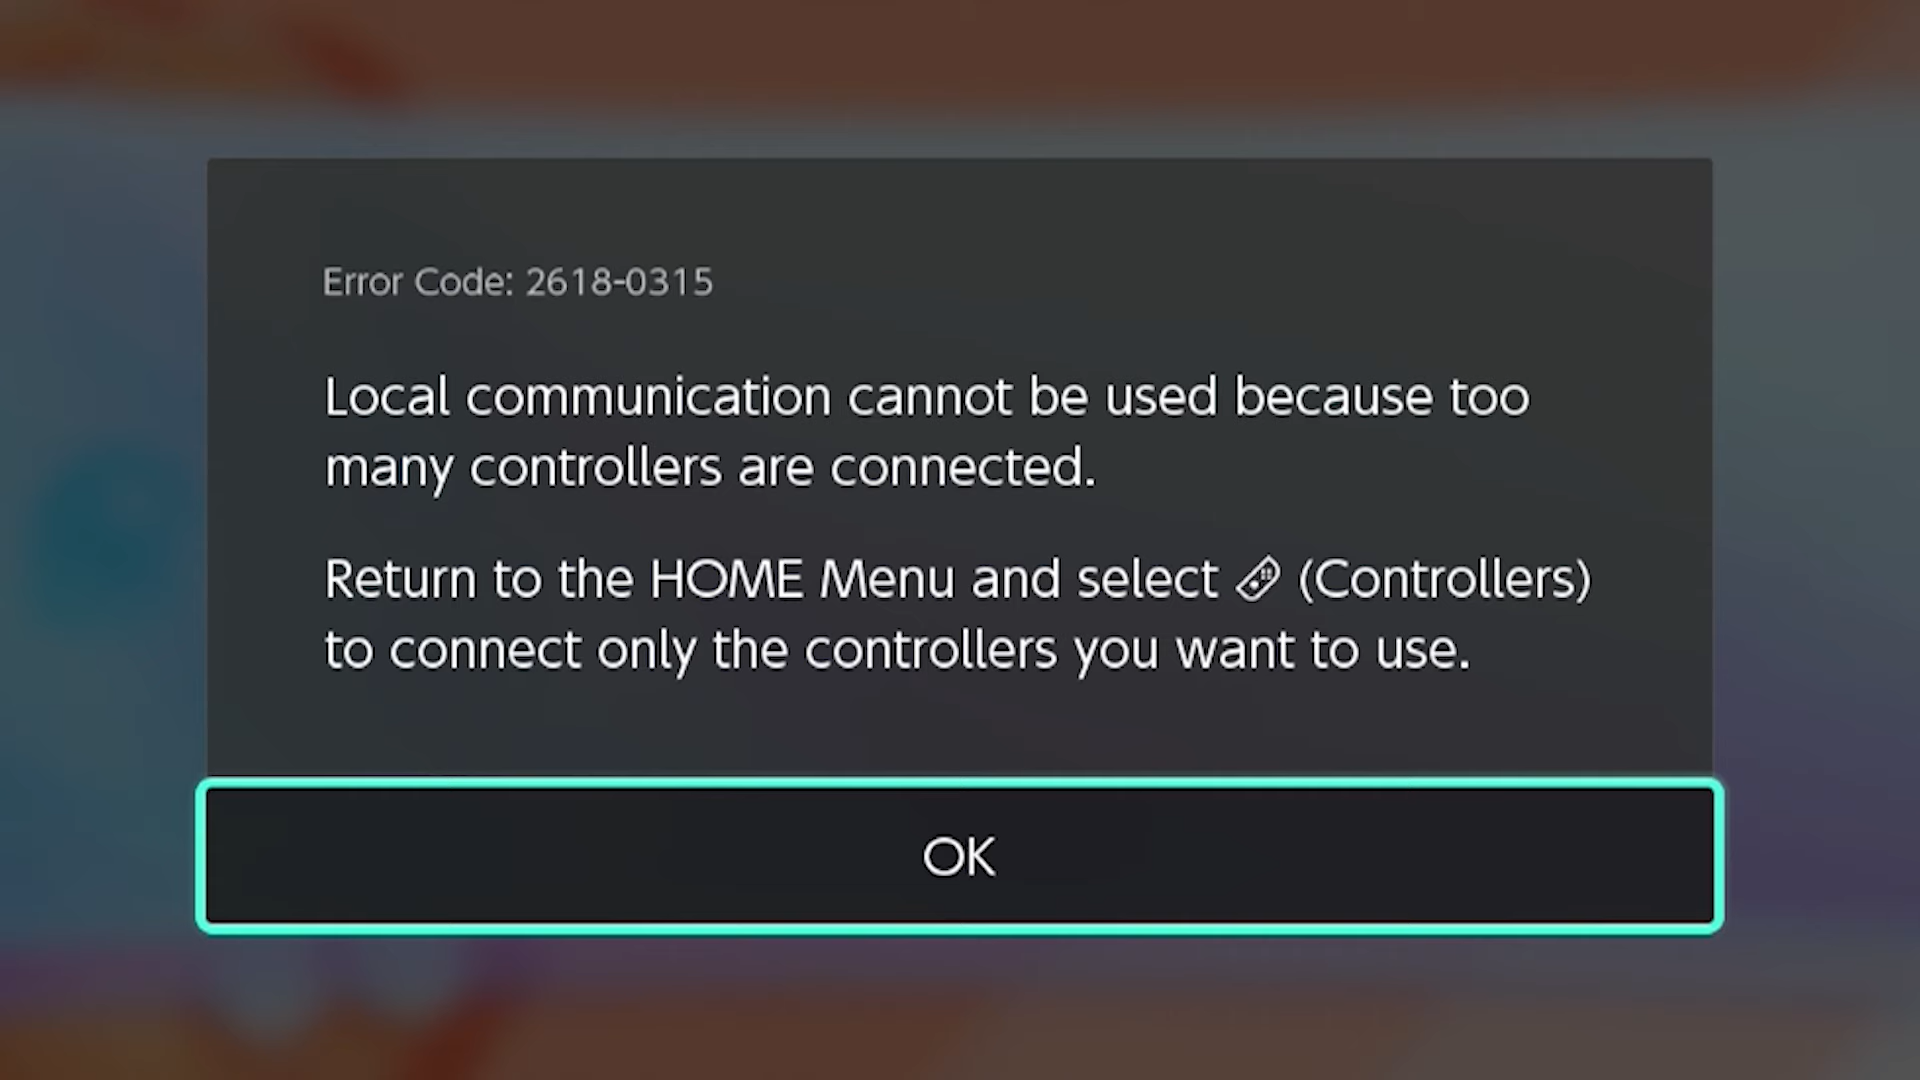 Error Code: 2618-0315
Local communication cannot be used because too
many controllers are connected.
Return to the HOME Menu and select (Controllers)
to connect only the controllers you want to use.
OK